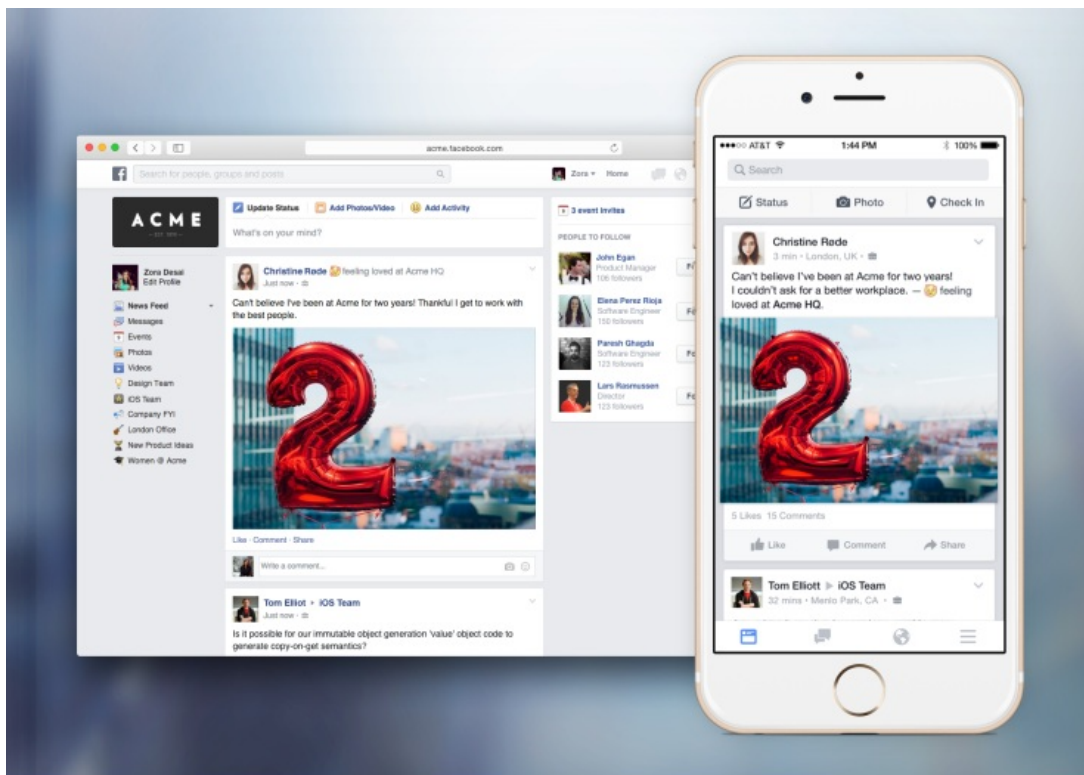 acme.facebook.com
Search for people, groups and posts
Zora
Home
ACME
Update Status
Add Photos/Video
Add Activity
What's on your mind?
Zora Desai
Edit Profile
News Feed
Messages
Events
Photos
Videos
Design Team
iOS Team
Company FYI
London Office
New Product Ideas
Women @ Acme
Christine Røde feeling loved at Acme HQ
Just now
Can't believe I've been at Acme for two years! Thankful I get to work with
the best people.
Like · Comment · Share
Write a comment...
Tom Elliot ▸ iOS Team
Just now
Is it possible for our immutable object generation 'value' object code to
generate copy-on-get semantics?
3 event invites
PEOPLE TO FOLLOW
John Egan
Product Manager
106 followers
Elena Perez Rioja
Software Engineer
150 followers
Paresh Ghagda
Software Engineer
123 followers
Lars Rasmussen
Director
123 followers
AT&T
1:44 PM
100%
Search
Status
Photo
Check In
Christine Røde
3 min · London, UK ·
Can't believe I've been at Acme for two years!
I couldn't ask for a better workplace. — feeling
loved at Acme HQ.
5 Likes 15 Comments
Like
Comment
Share
Tom Elliott ▸ iOS Team
32 mins · Menlo Park, CA ·